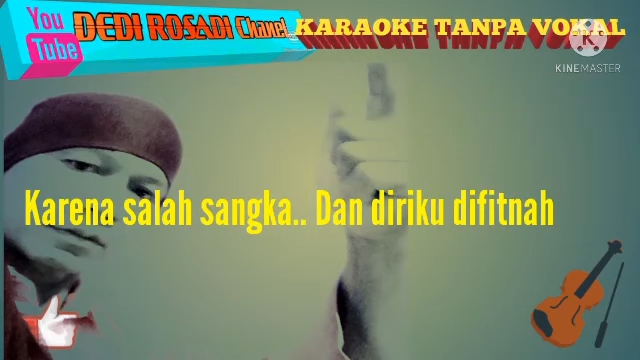 You Tube
DEDI ROSADI Chanel
KARAOKE TANPA VOKAL
KINEMASTER
Karena salah sangka.. Dan diriku difitnah